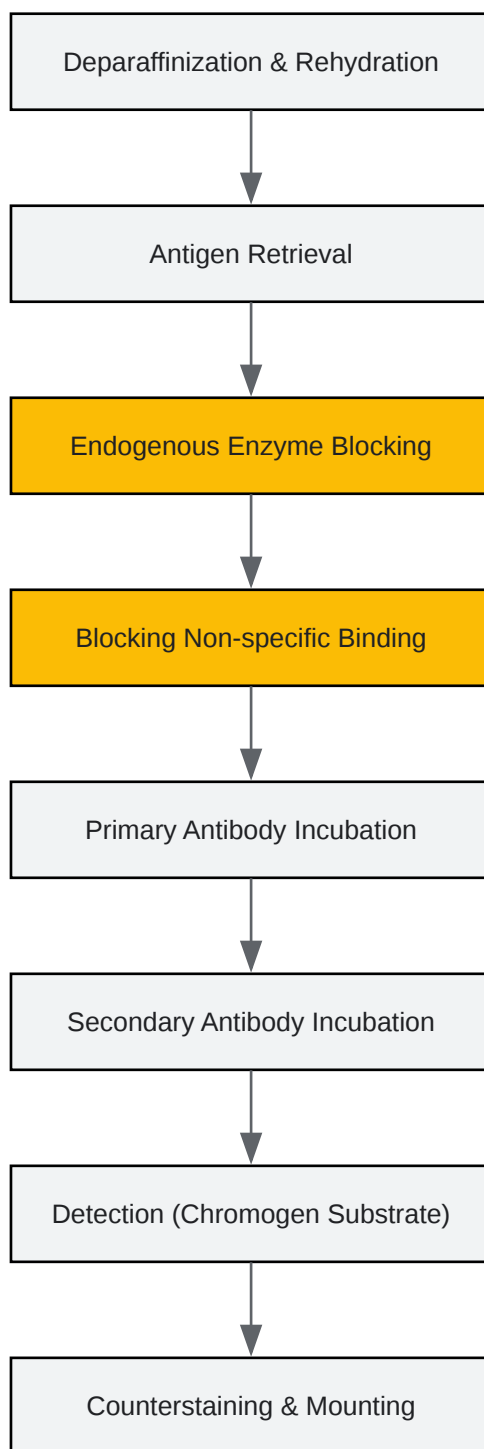 Deparaffinization & Rehydration
Antigen Retrieval
Endogenous Enzyme Blocking
Blocking Non-specific Binding
Primary Antibody Incubation
Secondary Antibody Incubation
Detection (Chromogen Substrate)
Counterstaining & Mounting